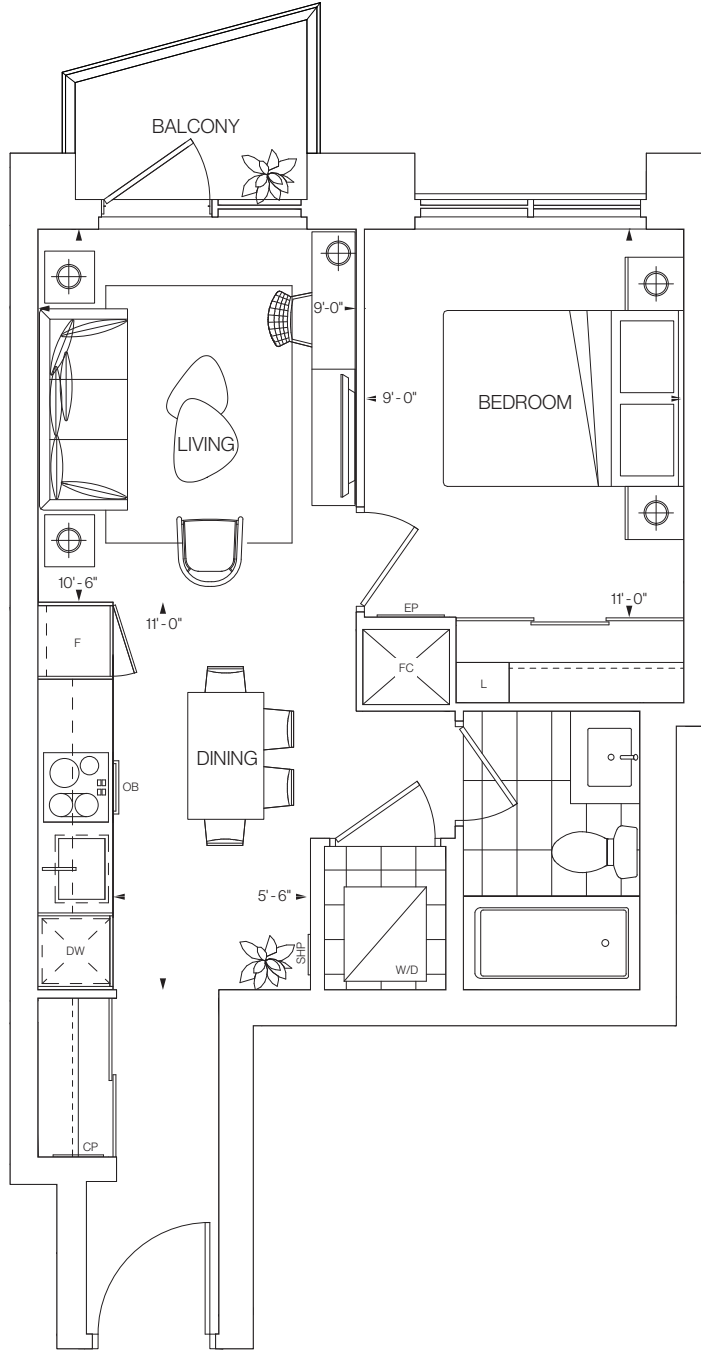 BALCONY
9'-0"
9'-0"
BEDROOM
LIVING
10'-6"
11'-0"
11'-0"
EP
F
FC
L
DINING
OB
5'-6"
DW
SHP
W/D
CP